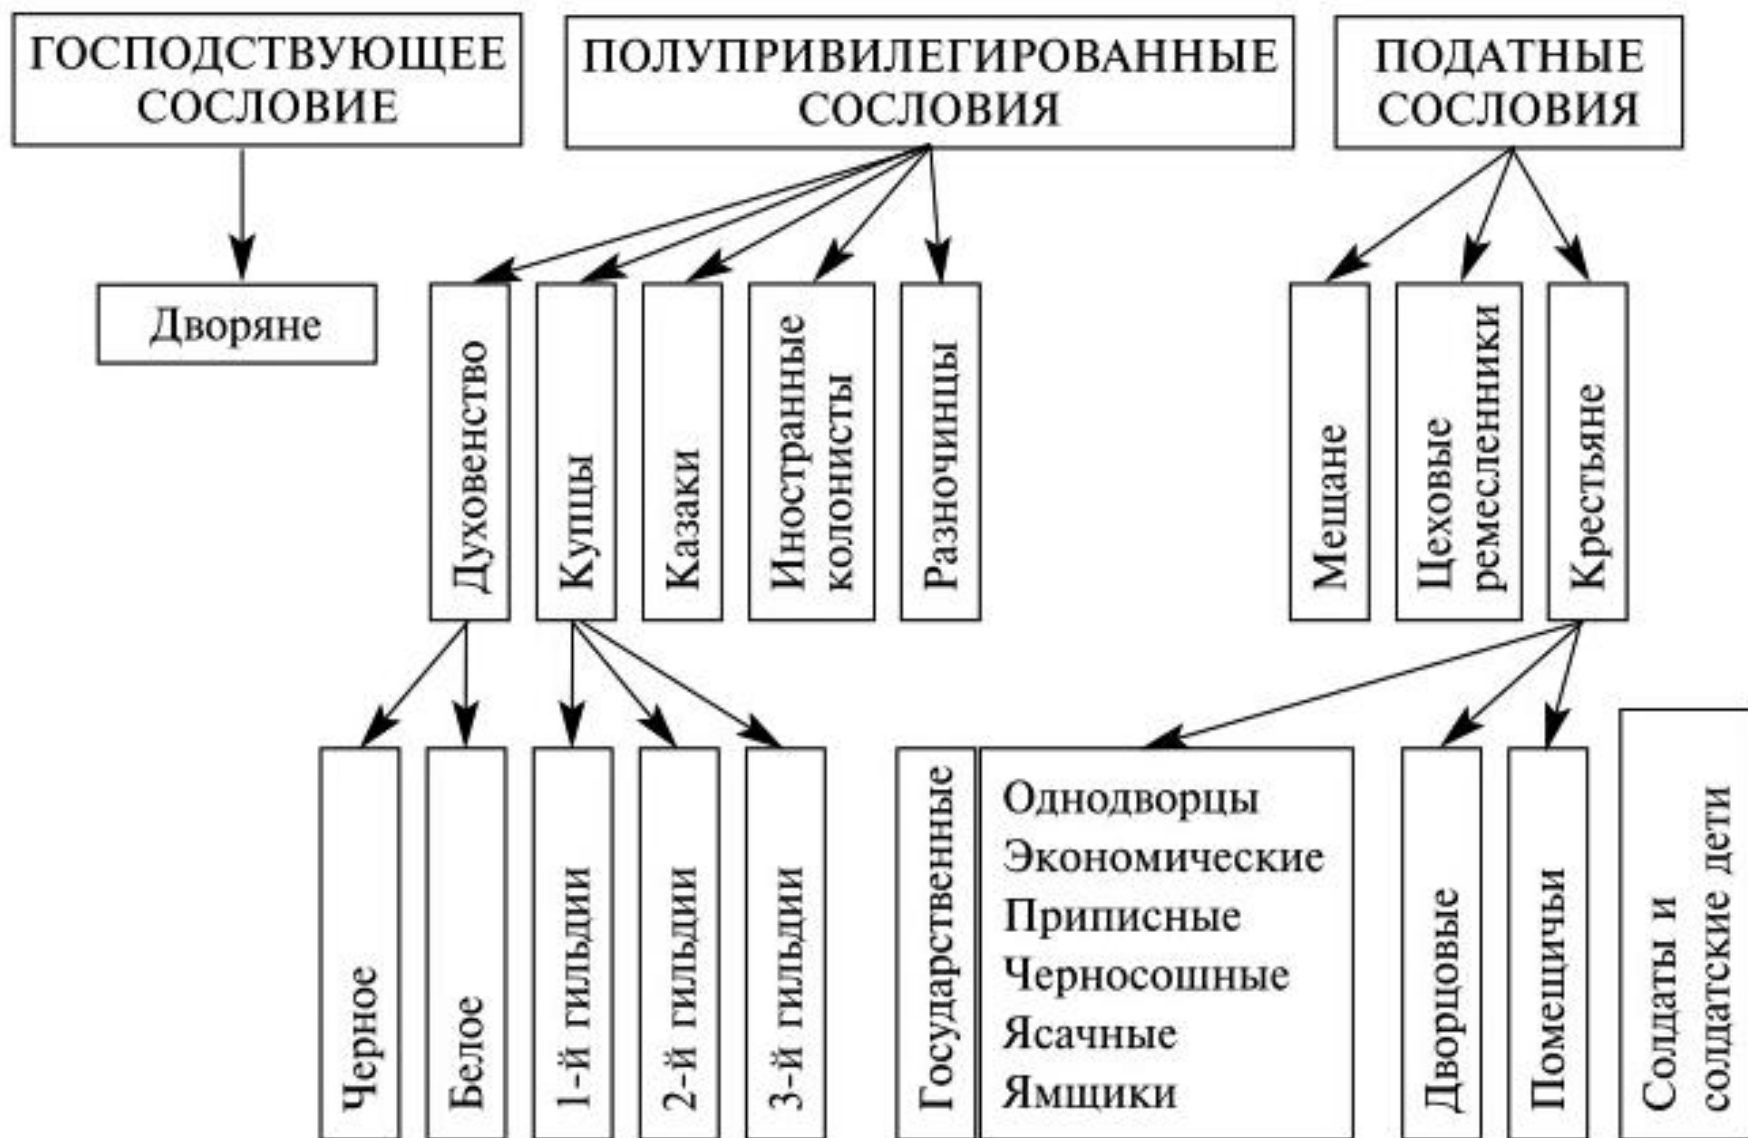 ГОСПОДСТВУЮЩЕЕ
СОСЛОВИЕ
ПОЛУПРИВИЛЕГИРОВАННЫЕ
СОСЛОВИЯ
ПОДАТНЫЕ
СОСЛОВИЯ
Дворяне
Духовенство
Купцы
Казаки
Иностранные
колонисты
Разночинцы
Мещане
Цеховые
ремесленники
Крестьяне
Черное
Белое
1-й гильдии
2-й гильдии
3-й гильдии
Государственные
Однодворцы
Экономические
Приписные
Черносошные
Ясачные
Ямщики
Дворцовые
Помещичьи
Солдаты и
солдатские дети